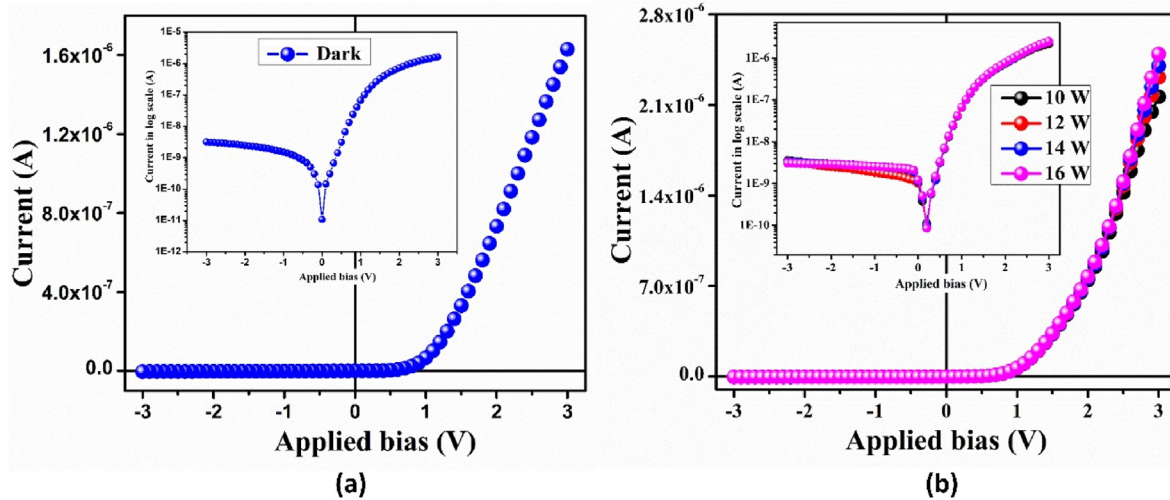 1.6x10⁻⁶
1.2x10⁻⁶
8.0x10⁻⁷
4.0x10⁻⁷
0.0
Current (A)
-3 -2 -1 0 1 2 3
Applied bias (V)
1E-5
1E-6
1E-7
1E-8
1E-9
1E-10
1E-11
1E-12
Current in log scale (A)
Dark
-3 -2 -1 0 1 2 3
Applied bias (V)
(a)
2.8x10⁻⁶
2.1x10⁻⁶
1.4x10⁻⁶
7.0x10⁻⁷
0.0
Current (A)
-3 -2 -1 0 1 2 3
Applied bias (V)
1E-5
1E-6
1E-7
1E-8
1E-9
1E-10
Current in log scale (A)
10 W
12 W
14 W
16 W
-3 -2 -1 0 1 2 3
Applied bias (V)
(b)